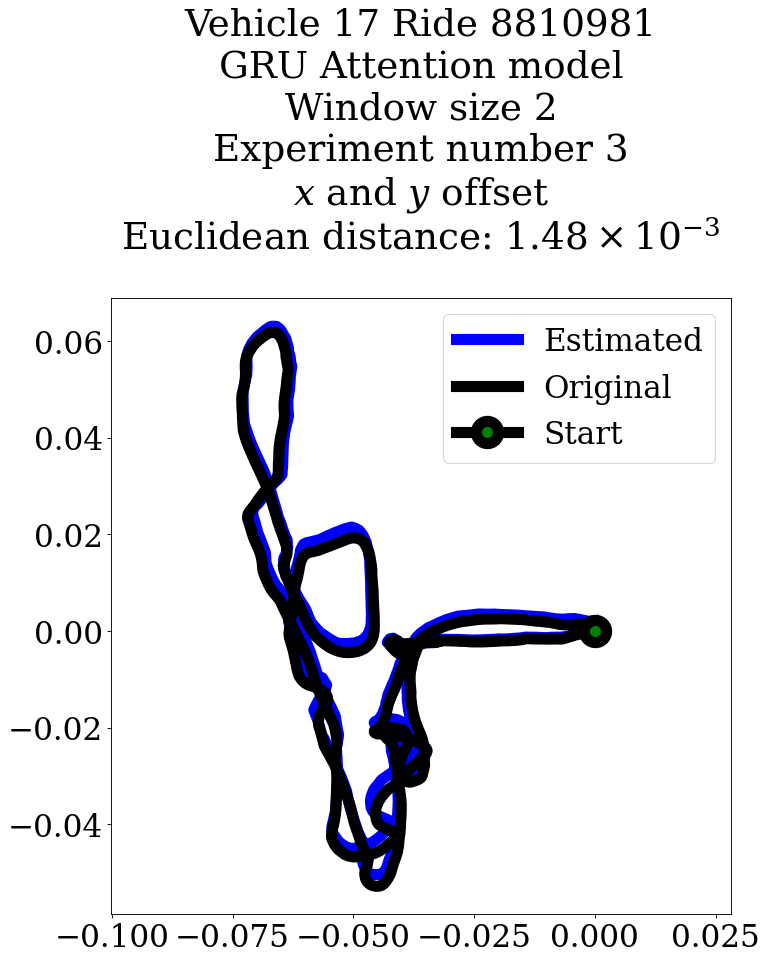 Vehicle 17 Ride 8810981
GRU Attention model
Window size 2
Experiment number 3
x and y offset
Euclidean distance: 1.48 × 10⁻³
Estimated
Original
Start
0.06
0.04
0.02
0.00
−0.02
−0.04
−0.100 −0.075 −0.050 −0.025 0.000 0.025